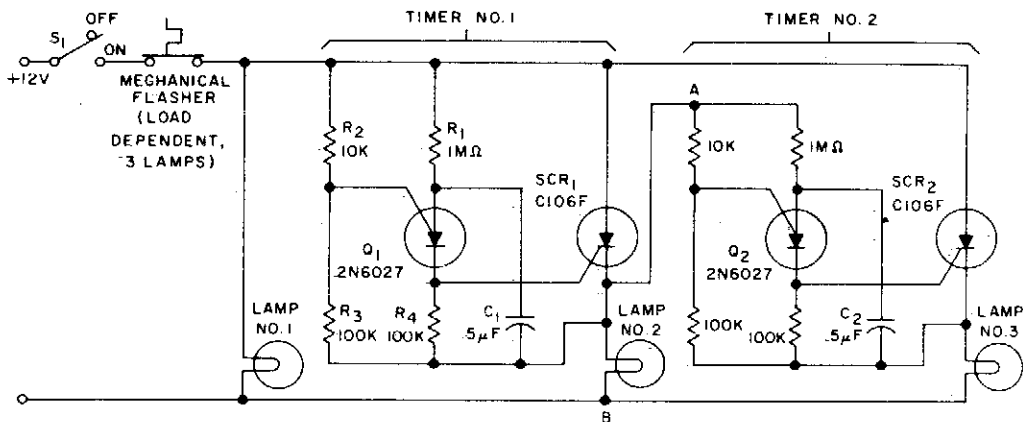 TIMER NO. 1
TIMER NO. 2
OFF
S1
ON
+12V
MEGHANICAL
FLASHER
(LOAD
DEPENDENT,
3 LAMPS)
R2
10K
R1
1MΩ
SCR1
C106F
A
10K
1MΩ
SCR2
C106F
Q1
2N6027
Q2
2N6027
LAMP
NO. 1
R3
100K
R4
100K
C1
.5μF
LAMP
NO. 2
100K
100K
C2
.5μF
LAMP
NO. 3
B